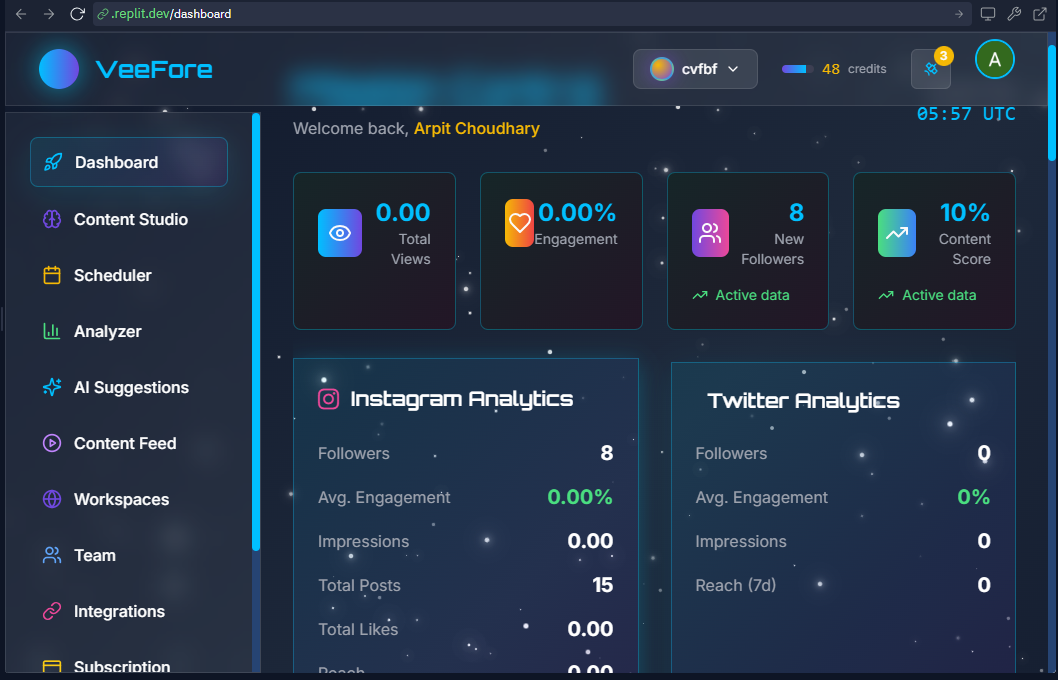 .replit.dev/dashboard
VeeFore
cvfbf
48 credits
3
A
05:57 UTC
Welcome back, Arpit Choudhary
Dashboard
Content Studio
Scheduler
Analyzer
AI Suggestions
Content Feed
Workspaces
Team
Integrations
Subscription
0.00
Total
Views
0.00%
Engagement
8
New
Followers
Active data
10%
Content
Score
Active data
Instagram Analytics
Followers 8
Avg. Engagement 0.00%
Impressions 0.00
Total Posts 15
Total Likes 0.00
Reach 0.00
Twitter Analytics
Followers 0
Avg. Engagement 0%
Impressions 0
Reach (7d) 0